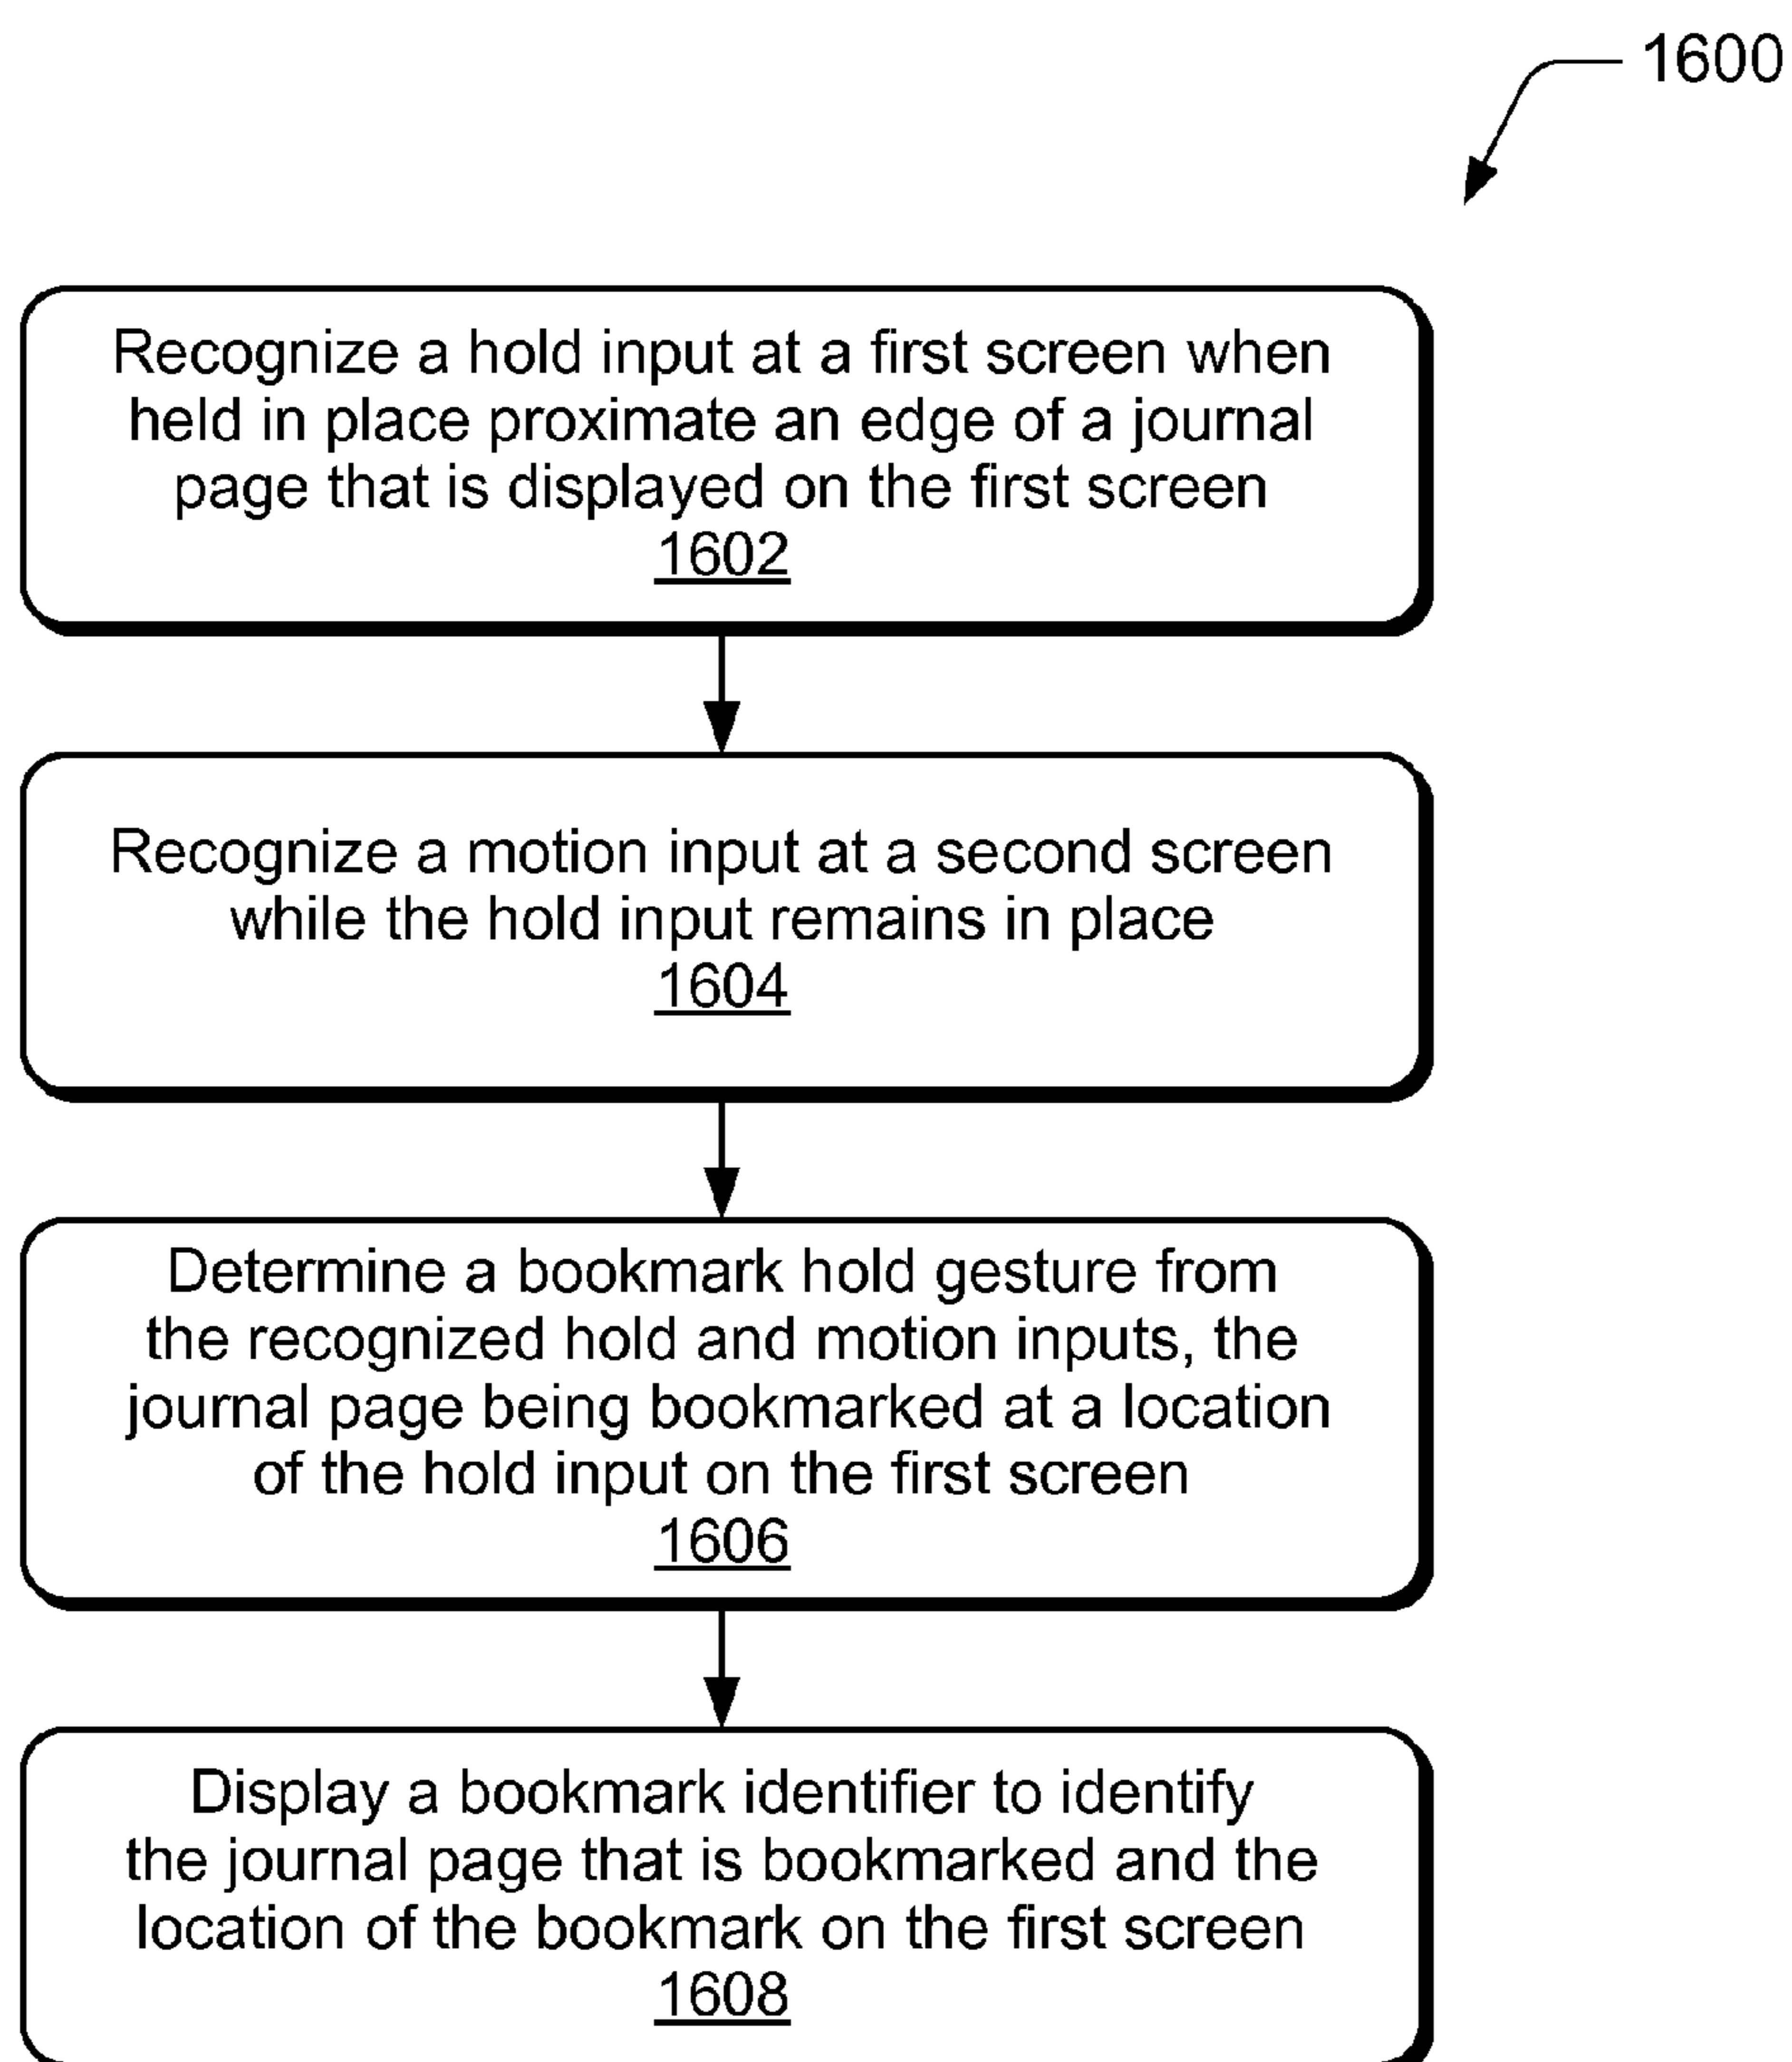 1600
Recognize a hold input at a first screen when
held in place proximate an edge of a journal
page that is displayed on the first screen
1602
Recognize a motion input at a second screen
while the hold input remains in place
1604
Determine a bookmark hold gesture from
the recognized hold and motion inputs, the
journal page being bookmarked at a location
of the hold input on the first screen
1606
Display a bookmark identifier to identify
the journal page that is bookmarked and the
location of the bookmark on the first screen
1608